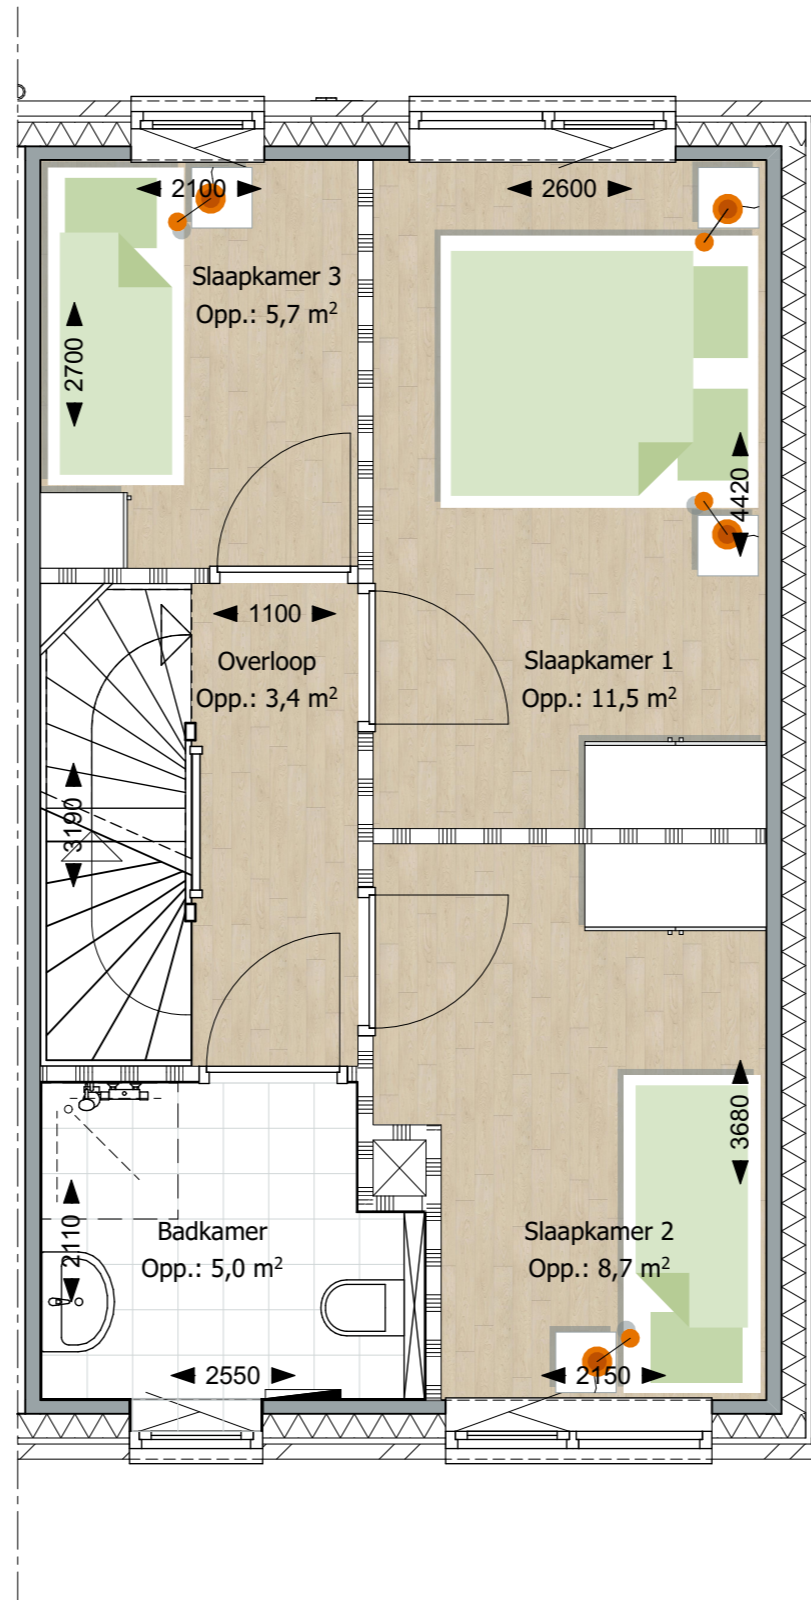 2100
2600
Slaapkamer 3
Opp.: 5,7 m²
2700
4420
1100
Overloop
Opp.: 3,4 m²
Slaapkamer 1
Opp.: 11,5 m²
3190
3680
Badkamer
Opp.: 5,0 m²
2110
Slaapkamer 2
Opp.: 8,7 m²
2550
2150